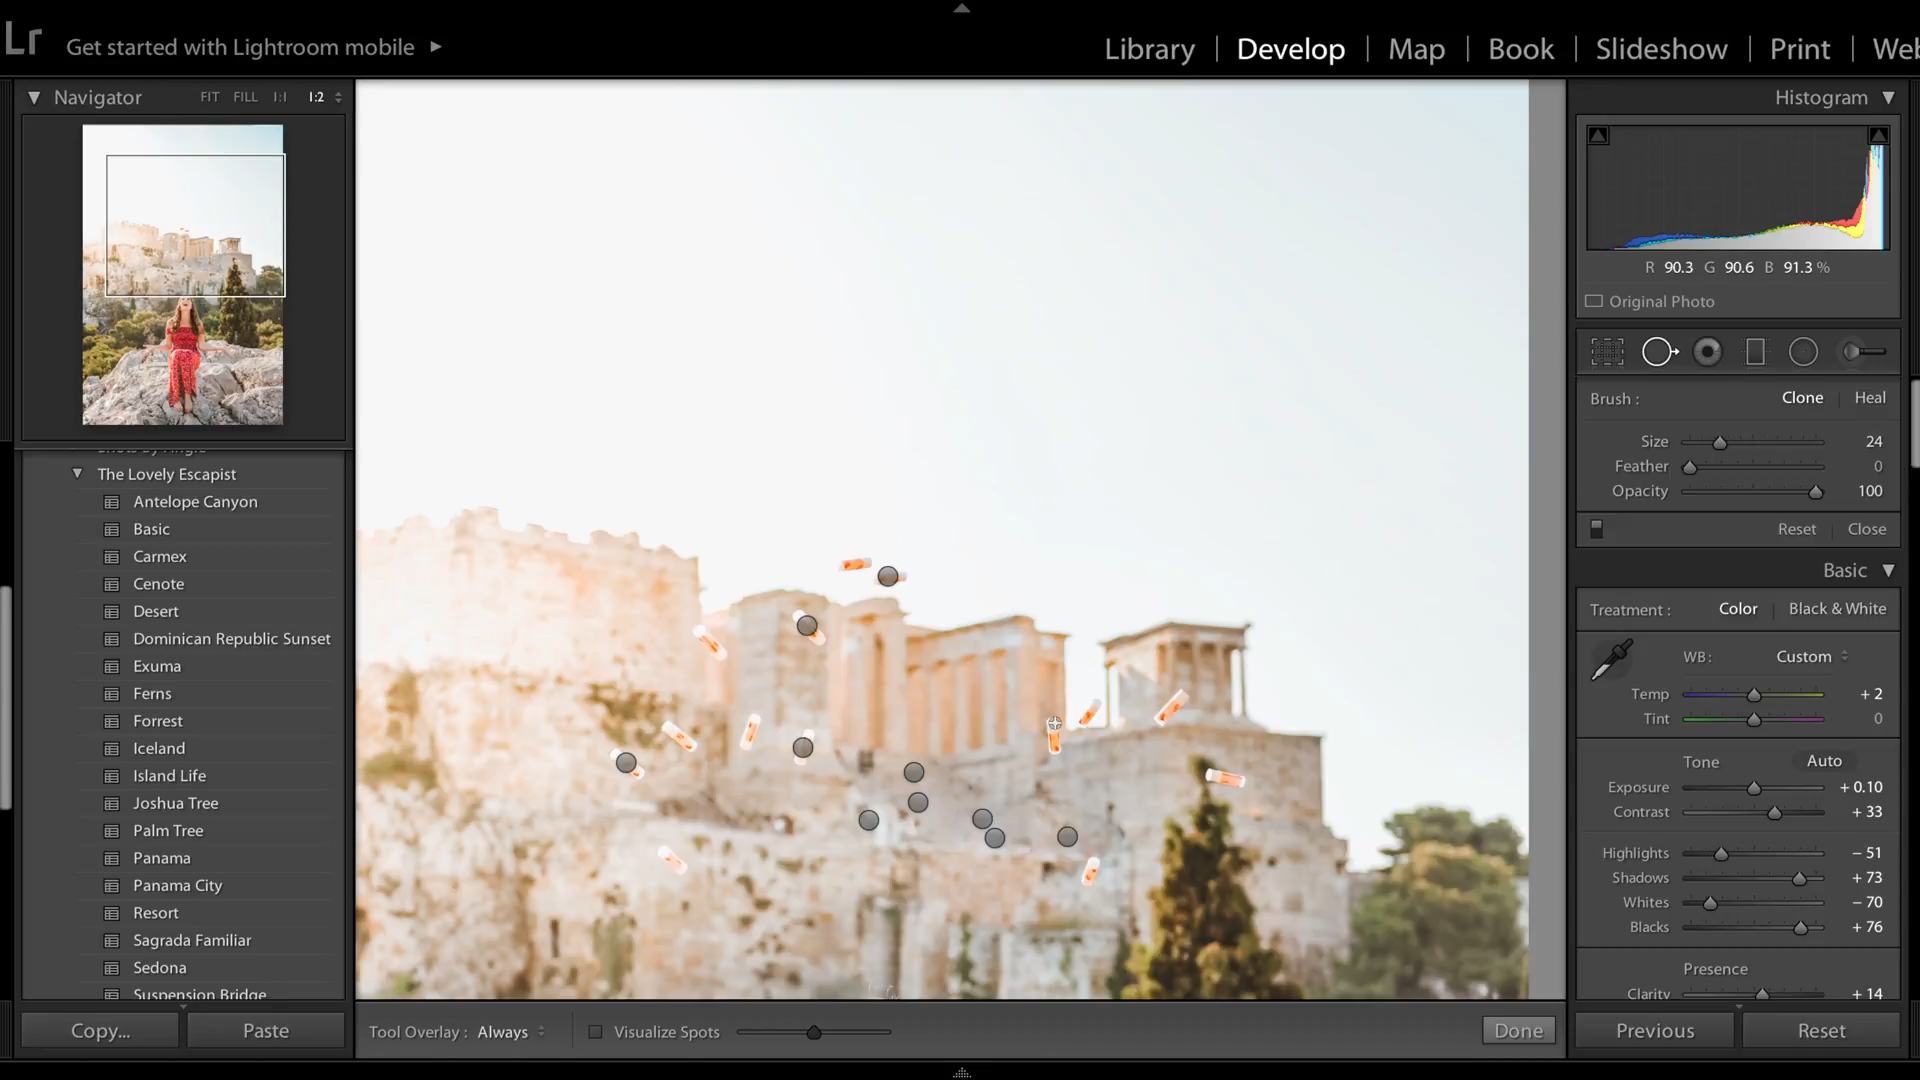 Lr Get started with Lightroom mobile
Library | Develop | Map | Book | Slideshow | Print | Web
Navigator FIT FILL 1:1 1:2
Histogram
R 90.3 G 90.6 B 91.3 %
Original Photo
Brush : Clone Heal
Size 24
Feather 0
Opacity 100
Reset Close
Basic
Treatment : Color Black & White
WB: Custom
Temp + 2
Tint 0
Tone Auto
Exposure + 0.10
Contrast + 33
Highlights − 51
Shadows + 73
Whites − 70
Blacks + 76
Presence
Clarity + 14
Shots by Angie
The Lovely Escapist
Antelope Canyon
Basic
Carmex
Cenote
Desert
Dominican Republic Sunset
Exuma
Ferns
Forrest
Iceland
Island Life
Joshua Tree
Palm Tree
Panama
Panama City
Resort
Sagrada Familiar
Sedona
Suspension Bridge
Copy... Paste
Tool Overlay : Always Visualize Spots Done
Previous Reset